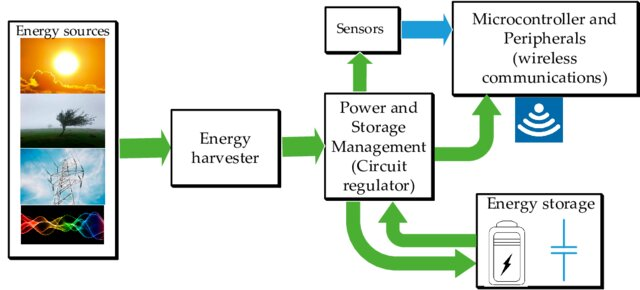 Energy sources
Energy
harvester
Sensors
Power and
Storage
Management
(Circuit
regulator)
Microcontroller and
Peripherals
(wireless
communications)
Energy storage